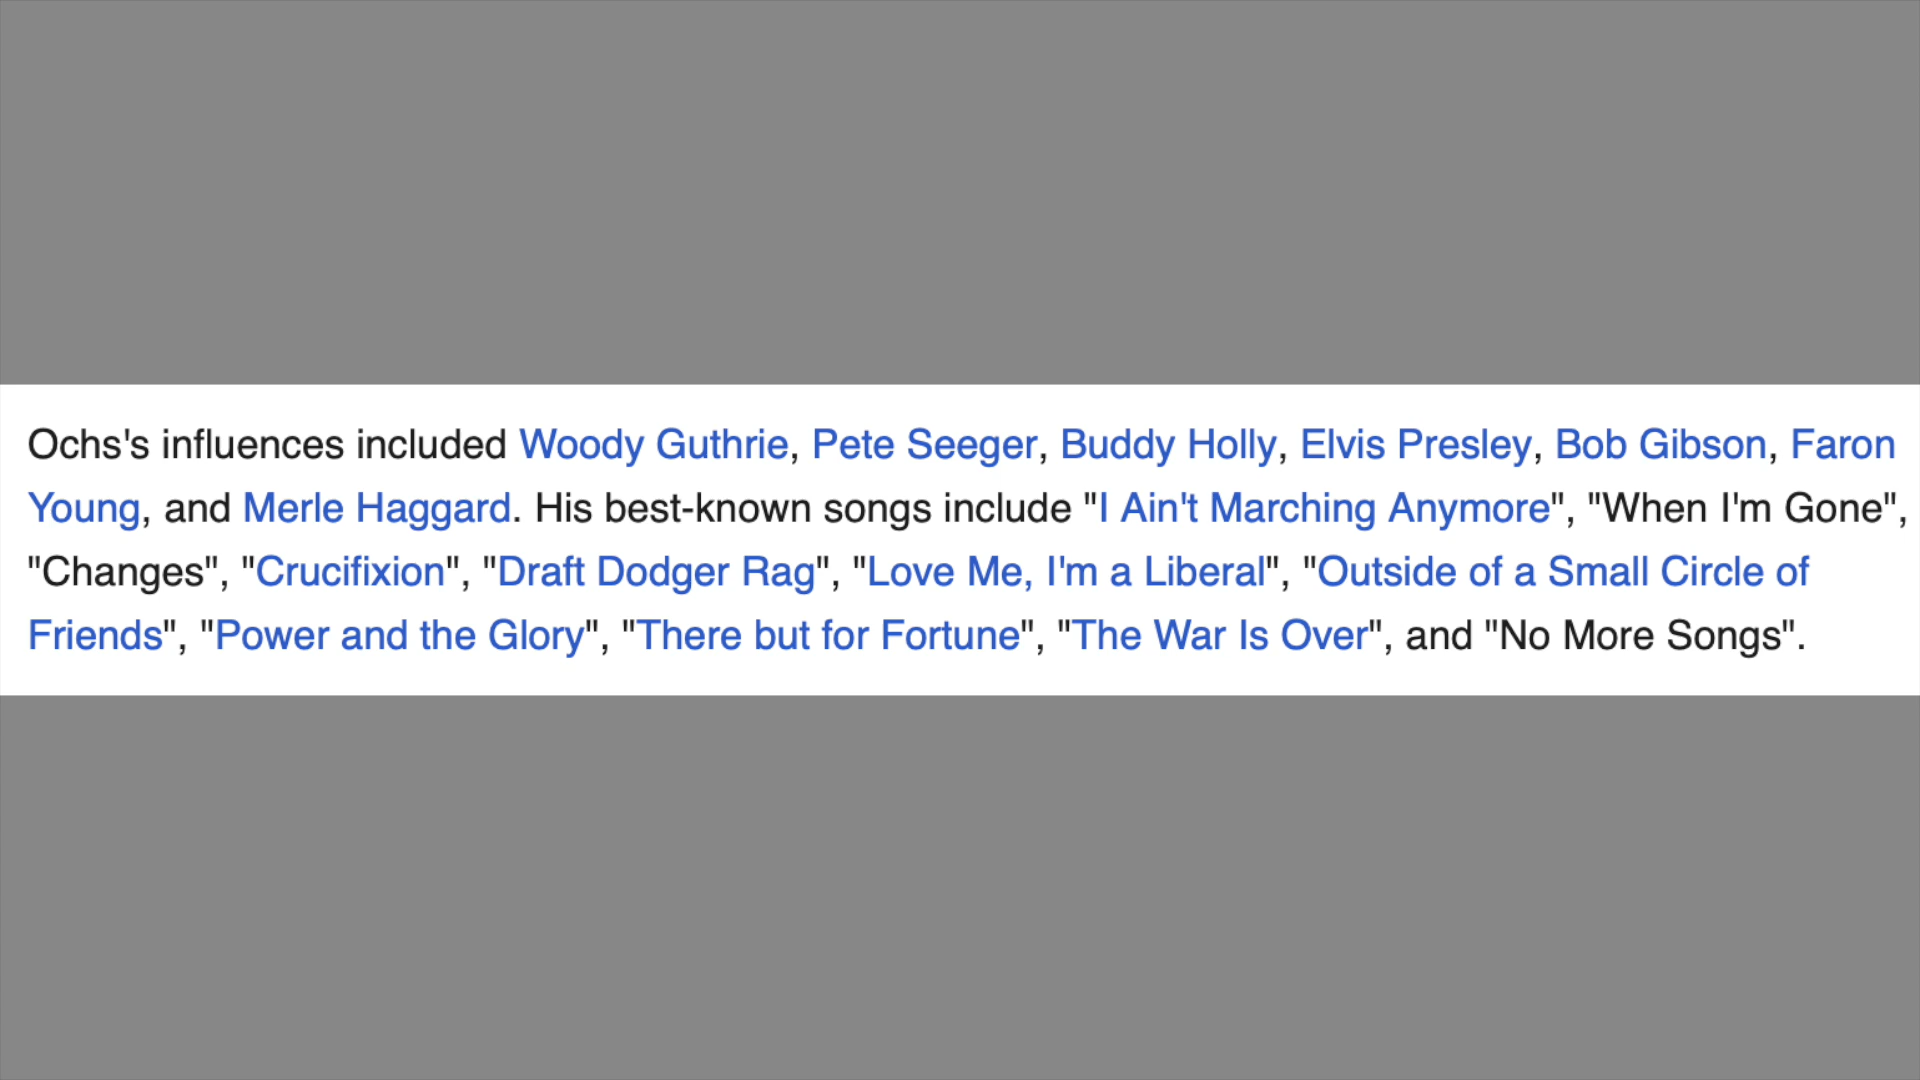 Ochs's influences included Woody Guthrie, Pete Seeger, Buddy Holly, Elvis Presley, Bob Gibson, Faron
Young, and Merle Haggard. His best-known songs include "I Ain't Marching Anymore", "When I'm Gone",
"Changes", "Crucifixion", "Draft Dodger Rag", "Love Me, I'm a Liberal", "Outside of a Small Circle of
Friends", "Power and the Glory", "There but for Fortune", "The War Is Over", and "No More Songs".